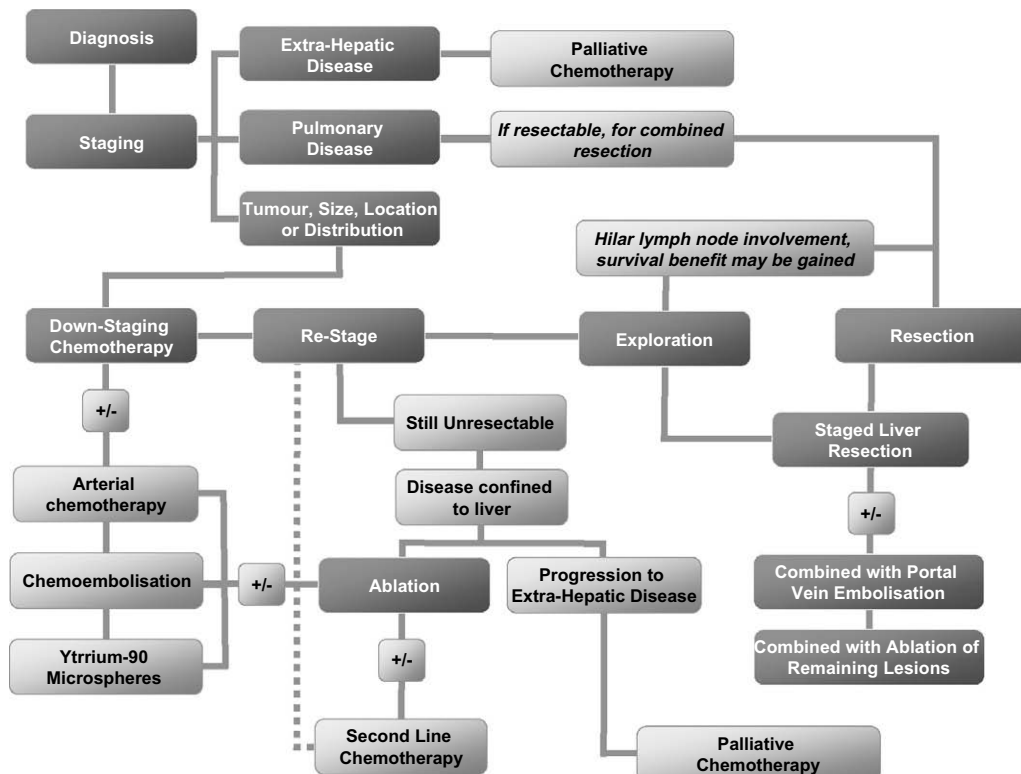 Diagnosis
Extra-Hepatic
Disease
Palliative
Chemotherapy
Staging
Pulmonary
Disease
If resectable, for combined
resection
Tumour, Size, Location
or Distribution
Hilar lymph node involvement,
survival benefit may be gained
Down-Staging
Chemotherapy
Re-Stage
Exploration
Resection
+/-
Still Unresectable
Staged Liver
Resection
Arterial
chemotherapy
Disease confined
to liver
+/-
Chemoembolisation
+/-
Ablation
Progression to
Extra-Hepatic Disease
Combined with Portal
Vein Embolisation
Ytrrium-90
Microspheres
+/-
Combined with Ablation of
Remaining Lesions
Second Line
Chemotherapy
Palliative
Chemotherapy